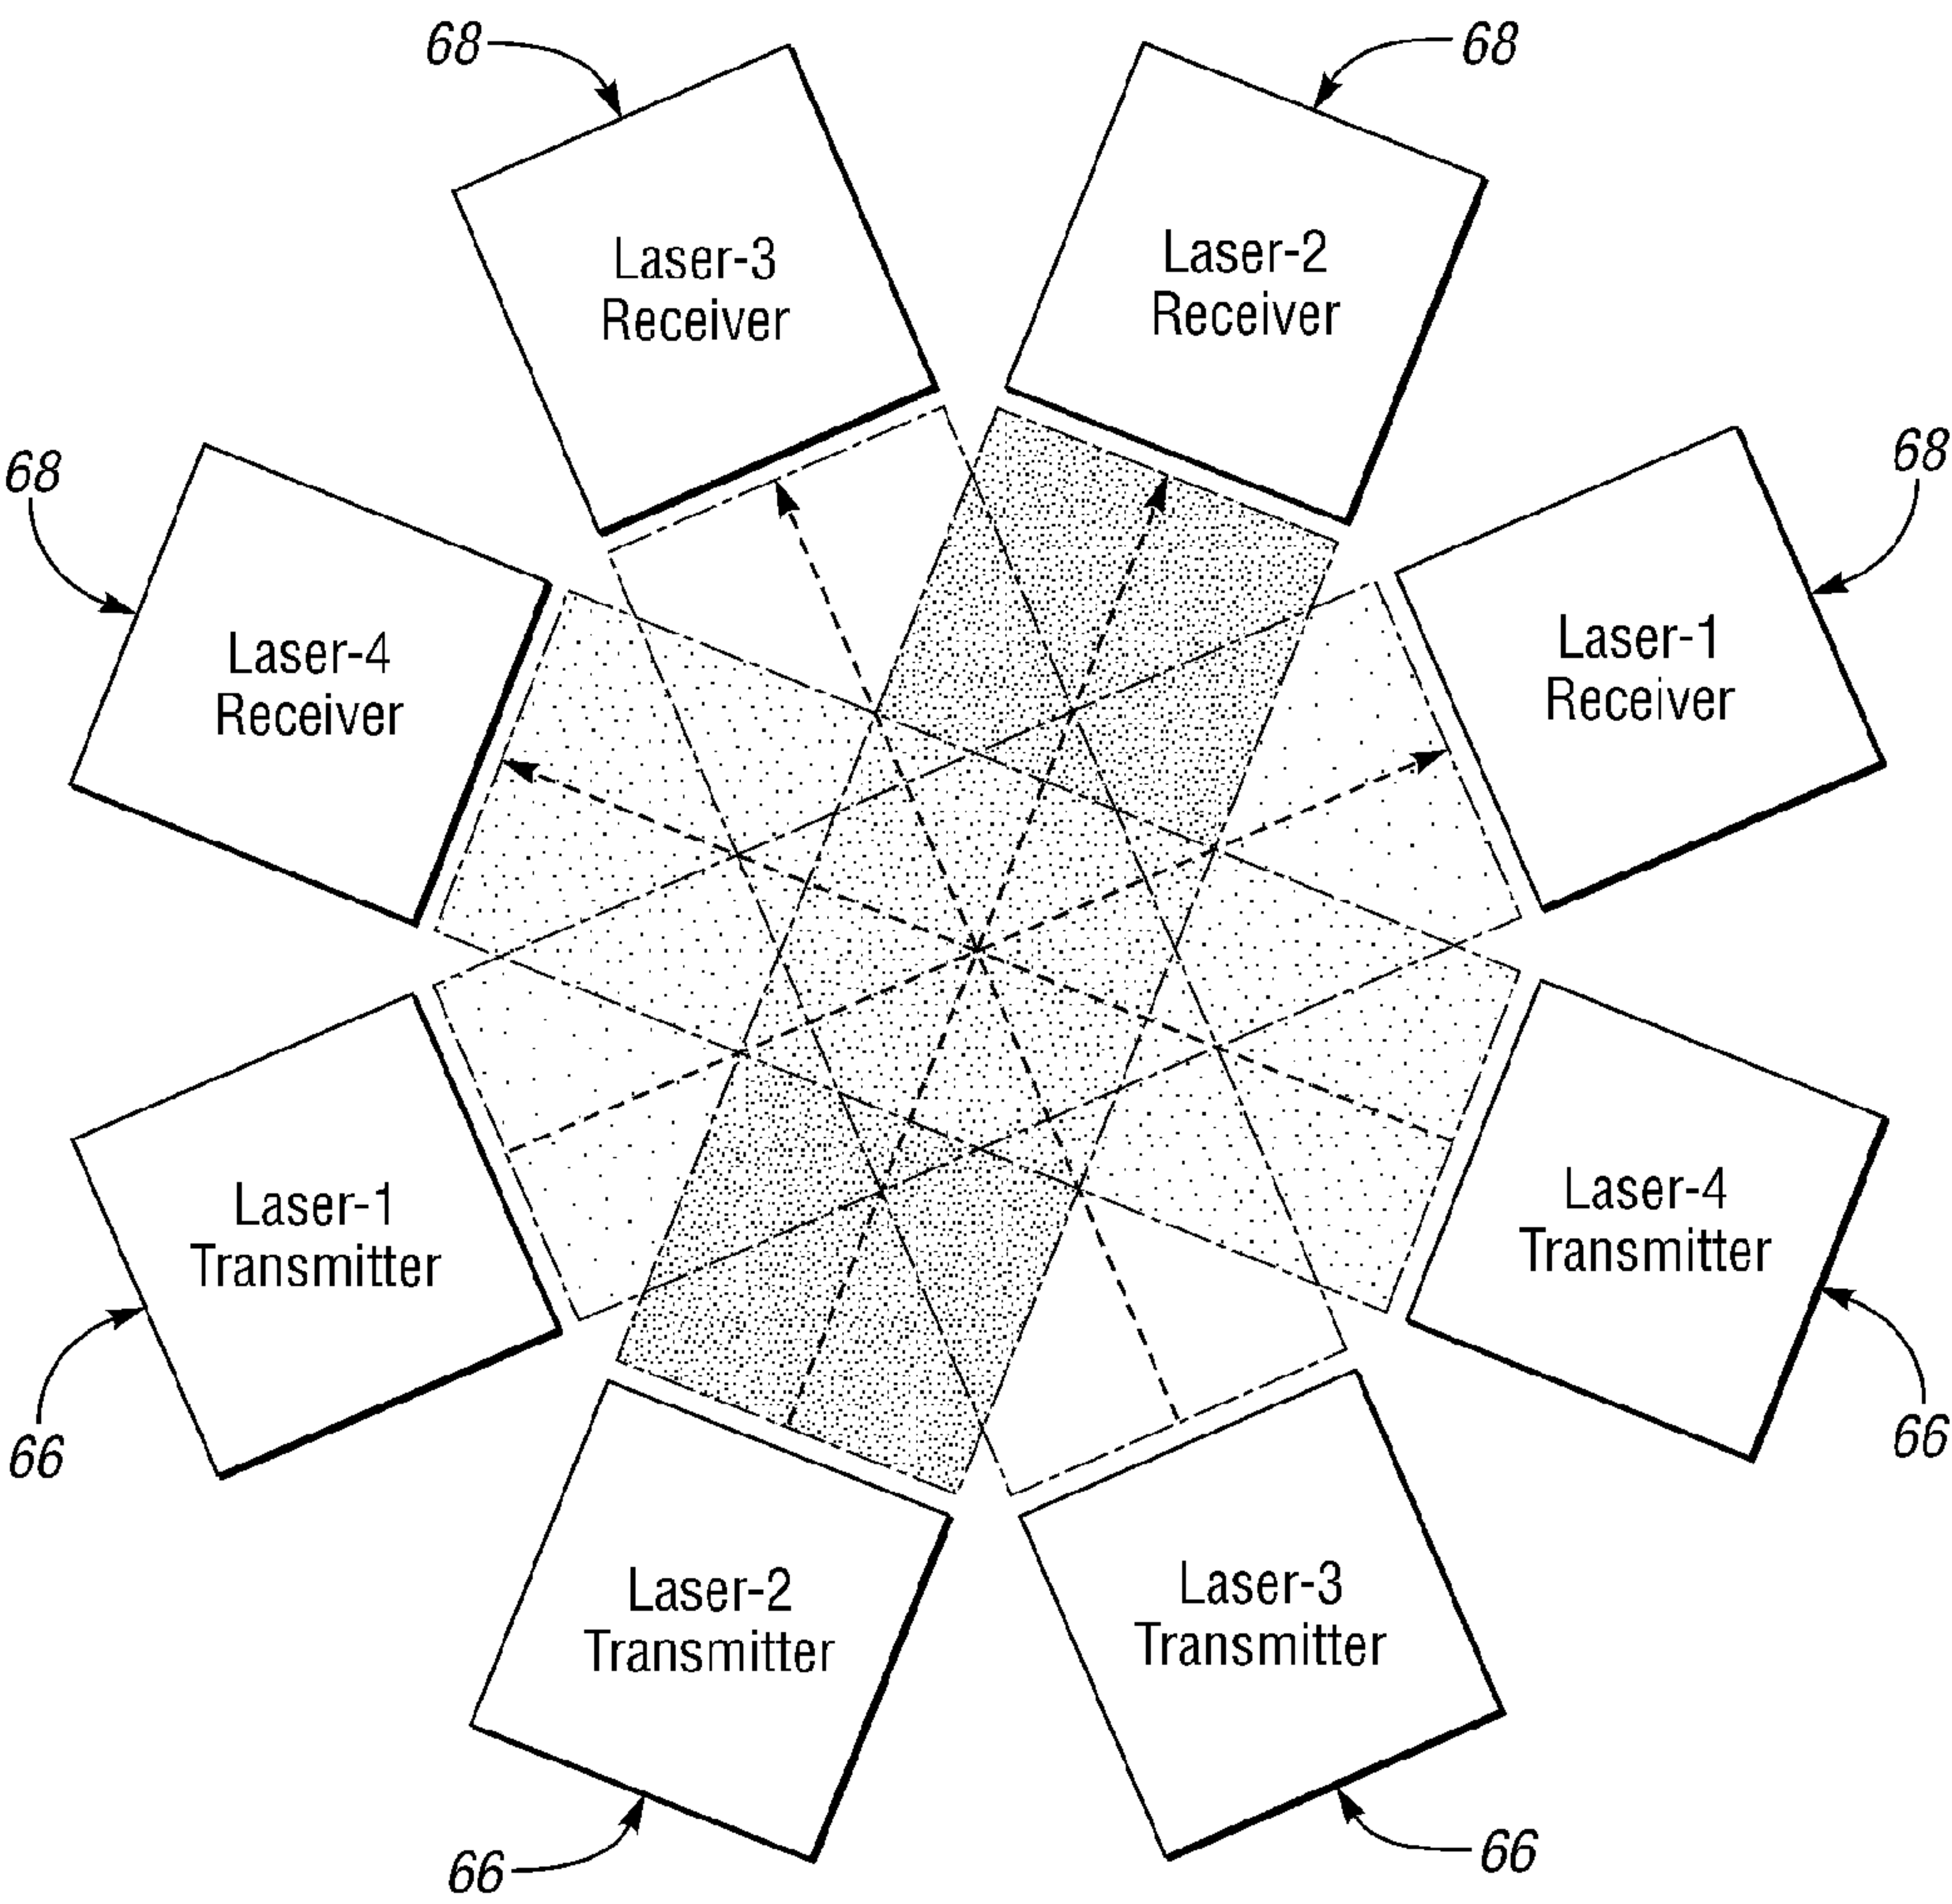 68
68
Laser-3
Receiver
Laser-2
Receiver
68
68
Laser-4
Receiver
Laser-1
Receiver
Laser-1
Transmitter
Laser-4
Transmitter
66
66
Laser-2
Transmitter
Laser-3
Transmitter
66
66